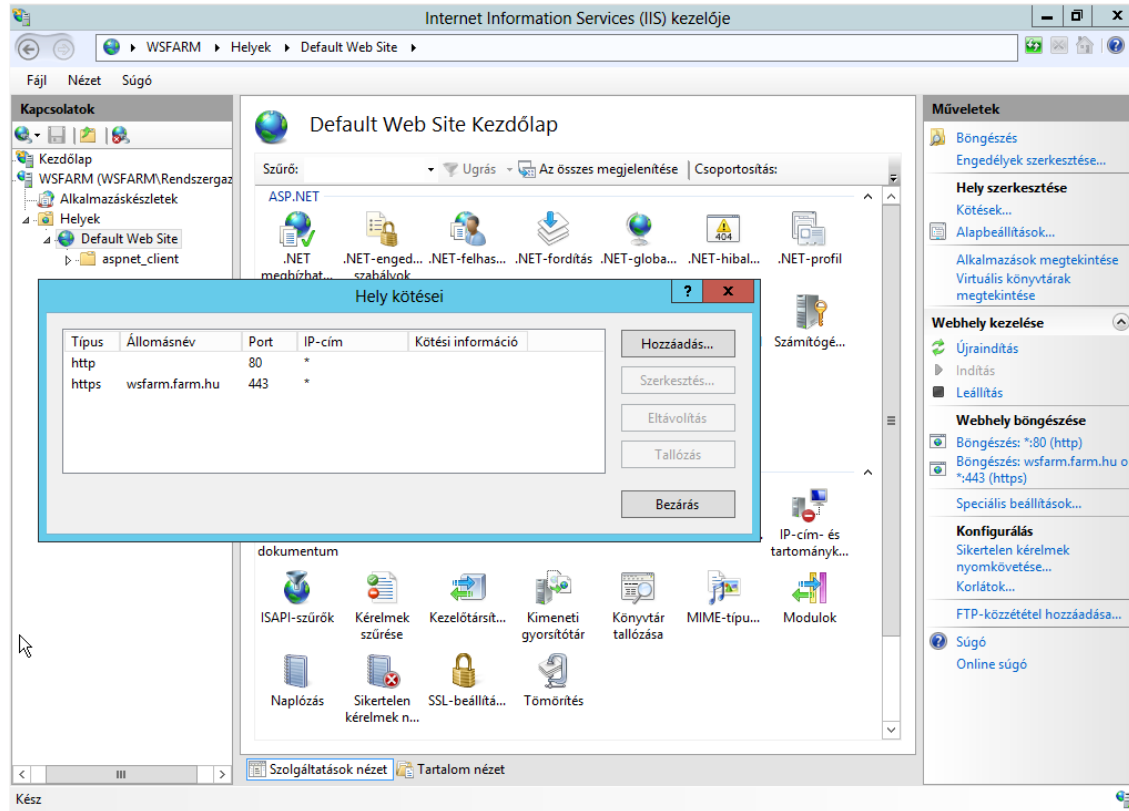 Internet Information Services (IIS) kezelője
WSFARM Helyek Default Web Site
Fájl Nézet Súgó
Kapcsolatok
Kezdőlap
WSFARM (WSFARM\Rendszergaz
Alkalmazáskészletek
Helyek
Default Web Site
aspnet_client
Default Web Site Kezdőlap
Szűrő: Ugrás Az összes megjelenítése Csoportosítás:
ASP.NET
.NET .NET-enged... .NET-felhas... .NET-fordítás .NET-globa... .NET-hibal... .NET-profil
megbízhat... szabályok
404
Számítógé...
Hely kötései
? x
Típus Állomásnév Port IP-cím Kötési információ
http 80 *
https wsfarm.farm.hu 443 *
Hozzáadás...
Szerkesztés...
Eltávolítás
Tallózás
Bezárás
dokumentum
IP-cím- és
tartományk...
ISAPI-szűrők Kérelmek Kezelőtársít... Kimeneti Könyvtár MIME-típu... Modulok
szűrése gyorsítótár tallózása
Naplózás Sikertelen SSL-beállítá... Tömörítés
kérelmek n...
Szolgáltatások nézet Tartalom nézet
Műveletek
Böngészés
Engedélyek szerkesztése...
Hely szerkesztése
Kötések...
Alapbeállítások...
Alkalmazások megtekintése
Virtuális könyvtárak
megtekintése
Webhely kezelése
Újraindítás
Indítás
Leállítás
Webhely böngészése
Böngészés: *:80 (http)
Böngészés: wsfarm.farm.hu o
*:443 (https)
Speciális beállítások...
Konfigurálás
Sikertelen kérelmek
nyomkövetése...
Korlátok...
FTP-közzététel hozzáadása...
Súgó
Online súgó
Kész